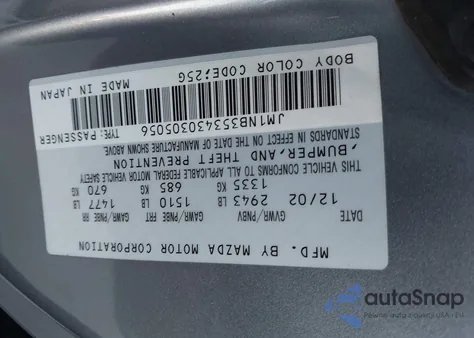 MFD. BY MAZDA MOTOR CORPORATION
DATE GVWR/PNBV GAWR/PNBE FRT GAWR/PNBE RR
12/02 2943 LB 1510 LB 1477 LB
1335 KG 685 KG 670 KG
THIS VEHICLE CONFORMS TO ALL APPLICABLE FEDERAL MOTOR VEHICLE SAFETY
, BUMPER, AND THEFT PREVENTION
STANDARDS IN EFFECT ON THE DATE OF MANUFACTURE SHOWN ABOVE.
JM1NB353430305056 TYPE: PASSENGER
BODY COLOR CODE;25G MADE IN JAPAN
autoSnap